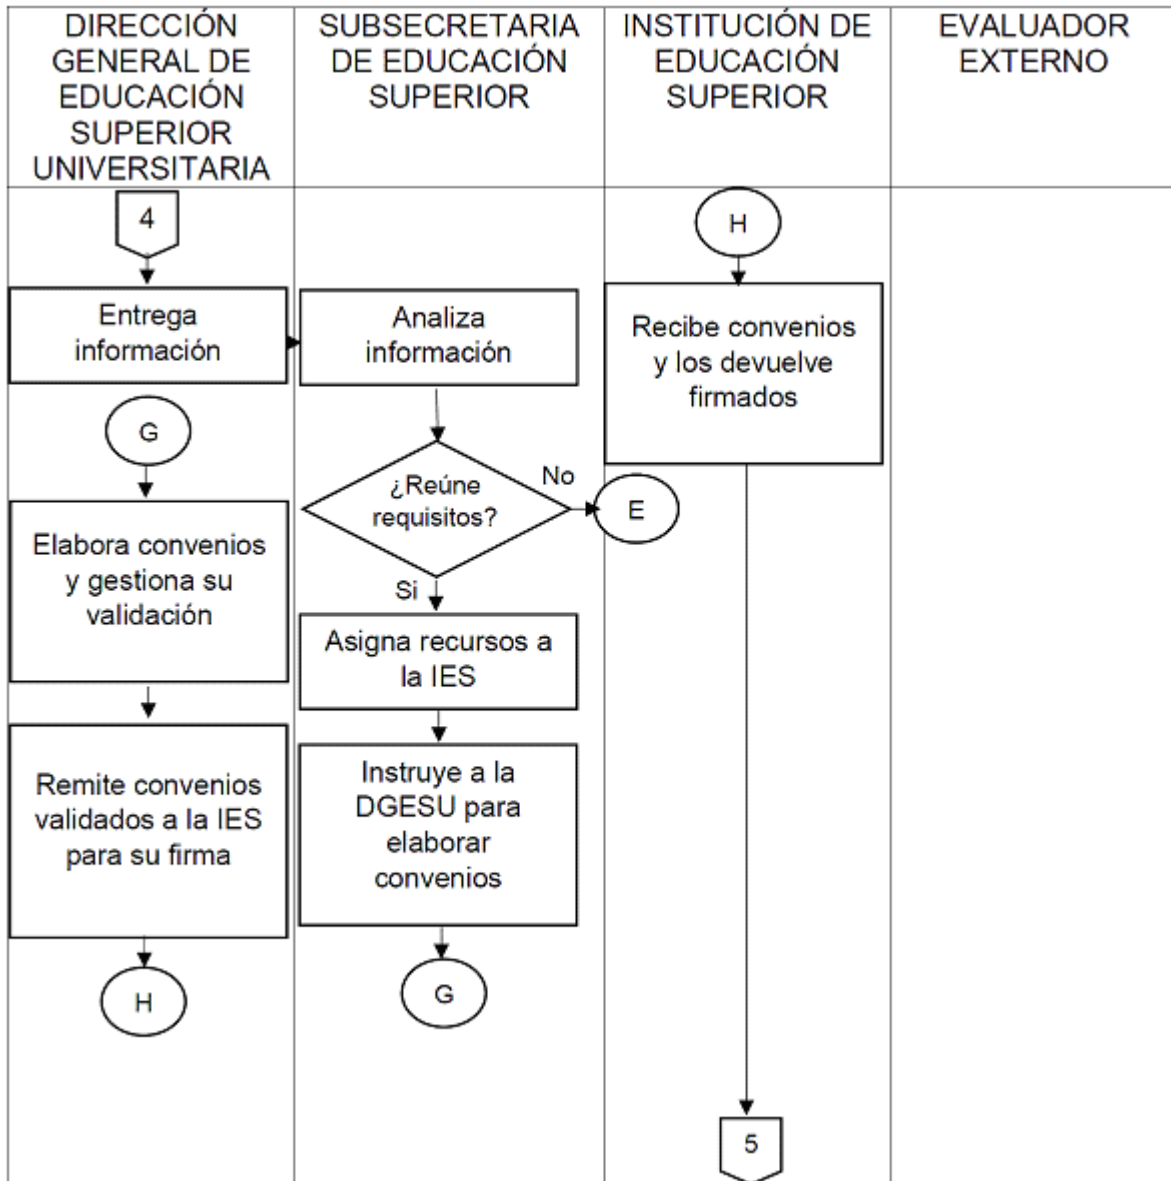 DIRECCIÓN
GENERAL DE
EDUCACIÓN
SUPERIOR
UNIVERSITARIA
SUBSECRETARIA
DE EDUCACIÓN
SUPERIOR
INSTITUCIÓN DE
EDUCACIÓN
SUPERIOR
EVALUADOR
EXTERNO
4
Entrega
información
G
Elabora convenios
y gestiona su
validación
Remite convenios
validados a la IES
para su firma
H
Analiza
información
¿Reúne
requisitos?
No
E
Si
Asigna recursos a
la IES
Instruye a la
DGESU para
elaborar
convenios
G
H
Recibe convenios
y los devuelve
firmados
5